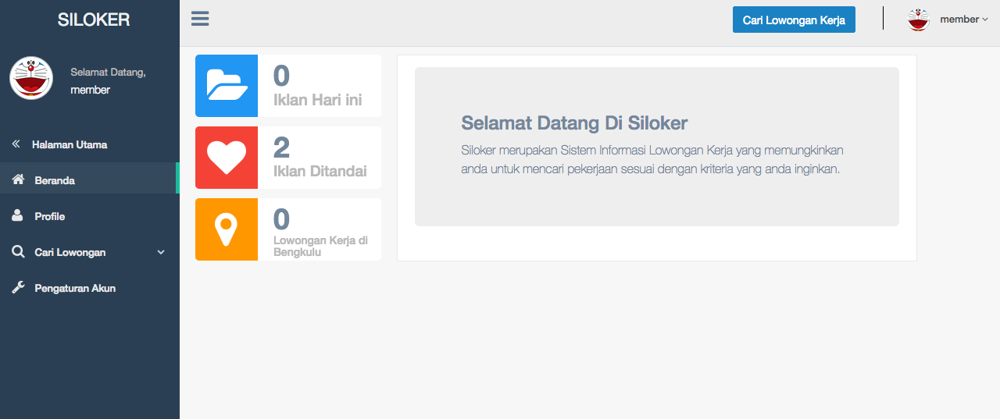 SILOKER
Cari Lowongan Kerja
member
Selamat Datang,
member
Halaman Utama
Beranda
Profile
Cari Lowongan
Pengaturan Akun
0
Iklan Hari ini
2
Iklan Ditandai
0
Lowongan Kerja di
Bengkulu
Selamat Datang Di Siloker
Siloker merupakan Sistem Informasi Lowongan Kerja yang memungkinkan
anda untuk mencari pekerjaan sesuai dengan kriteria yang anda inginkan.